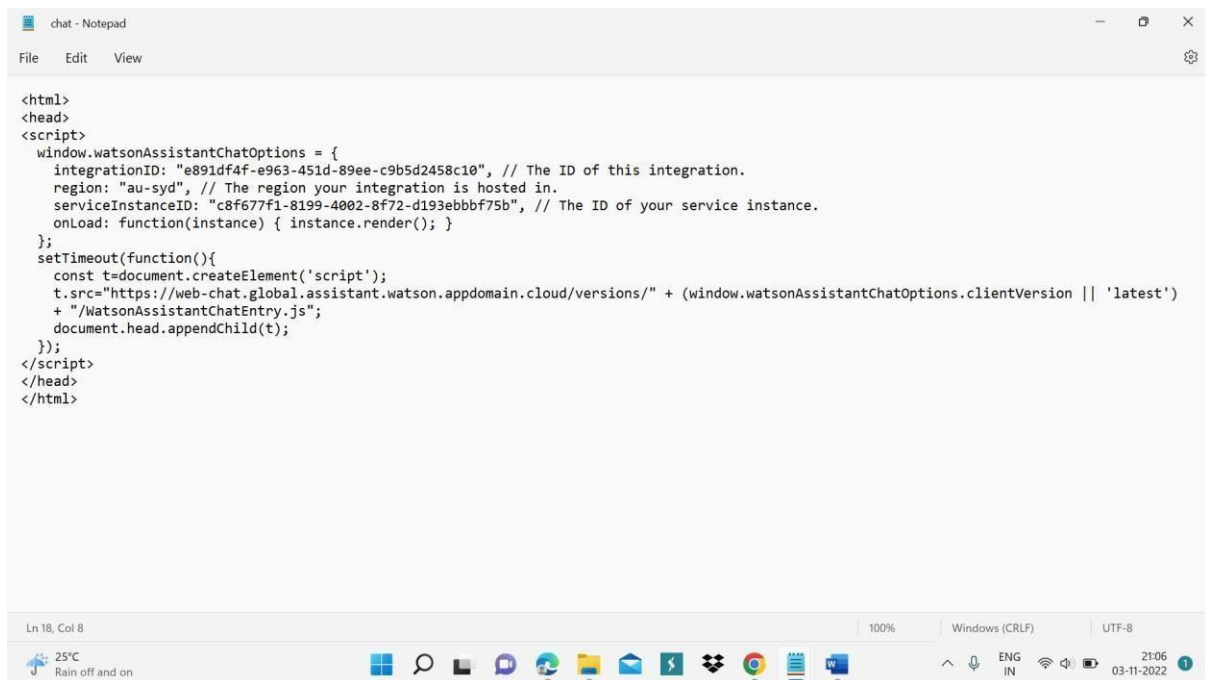 chat - Notepad
File Edit View
<html>
<head>
<script>
  window.watsonAssistantChatOptions = {
    integrationID: "e891df4f-e963-451d-89ee-c9b5d2458c10", // The ID of this integration.
    region: "au-syd", // The region your integration is hosted in.
    serviceInstanceID: "c8f677f1-8199-4002-8f72-d193ebbbf75b", // The ID of your service instance.
    onLoad: function(instance) { instance.render(); }
  };
  setTimeout(function(){
    const t=document.createElement('script');
    t.src="https://web-chat.global.assistant.watson.appdomain.cloud/versions/" + (window.watsonAssistantChatOptions.clientVersion || 'latest')
    + "/WatsonAssistantChatEntry.js";
    document.head.appendChild(t);
  });
</script>
</head>
</html>
Ln 18, Col 8 100% Windows (CRLF) UTF-8
25°C
Rain off and on
W
ENG
IN
21:06
03-11-2022
1